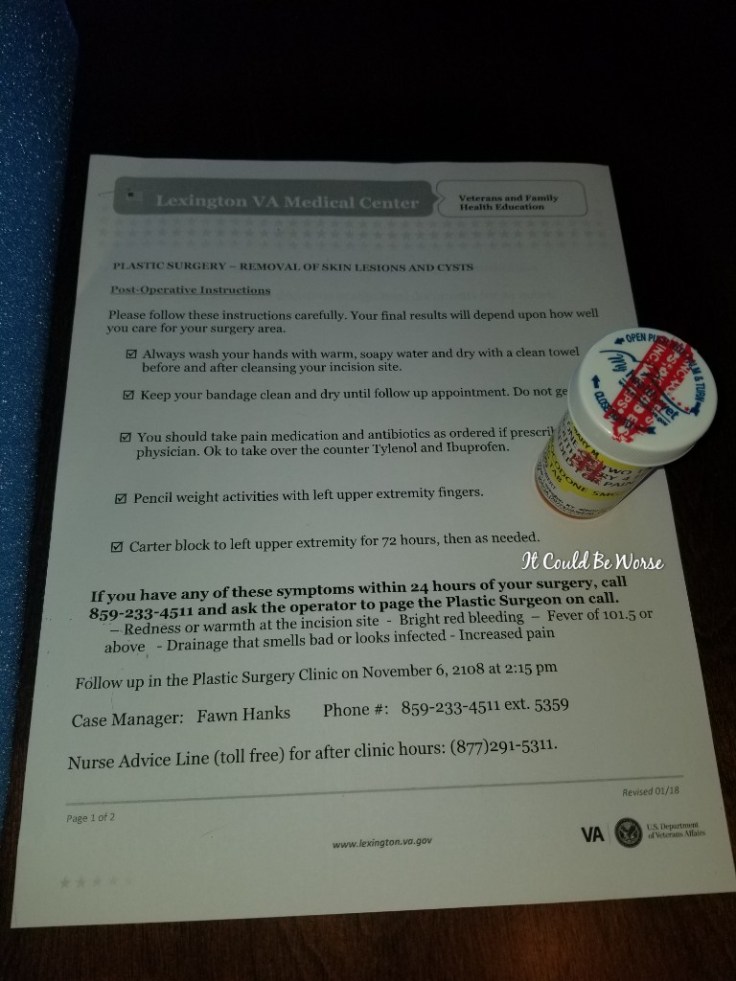 Lexington VA Medical Center
Veterans and Family
Health Education
PLASTIC SURGERY – REMOVAL OF SKIN LESIONS AND CYSTS
Post-Operative Instructions
Please follow these instructions carefully. Your final results will depend upon how well
you care for your surgery area.
☑ Always wash your hands with warm, soapy water and dry with a clean towel
before and after cleansing your incision site.
☑ Keep your bandage clean and dry until follow up appointment. Do not ge
☑ You should take pain medication and antibiotics as ordered if prescri
physician. Ok to take over the counter Tylenol and Ibuprofen.
☑ Pencil weight activities with left upper extremity fingers.
☑ Carter block to left upper extremity for 72 hours, then as needed.
If you have any of these symptoms within 24 hours of your surgery, call
859-233-4511 and ask the operator to page the Plastic Surgeon on call.
– Redness or warmth at the incision site - Bright red bleeding – Fever of 101.5 or
above - Drainage that smells bad or looks infected - Increased pain
Follow up in the Plastic Surgery Clinic on November 6, 2108 at 2:15 pm
Case Manager: Fawn Hanks Phone #: 859-233-4511 ext. 5359
Nurse Advice Line (toll free) for after clinic hours: (877)291-5311.
Revised 01/18
Page 1 of 2
www.lexington.va.gov
VA
U.S. Department
of Veterans Affairs
OPEN PU
& TURN
TWO
PAIN
It Could Be Worse